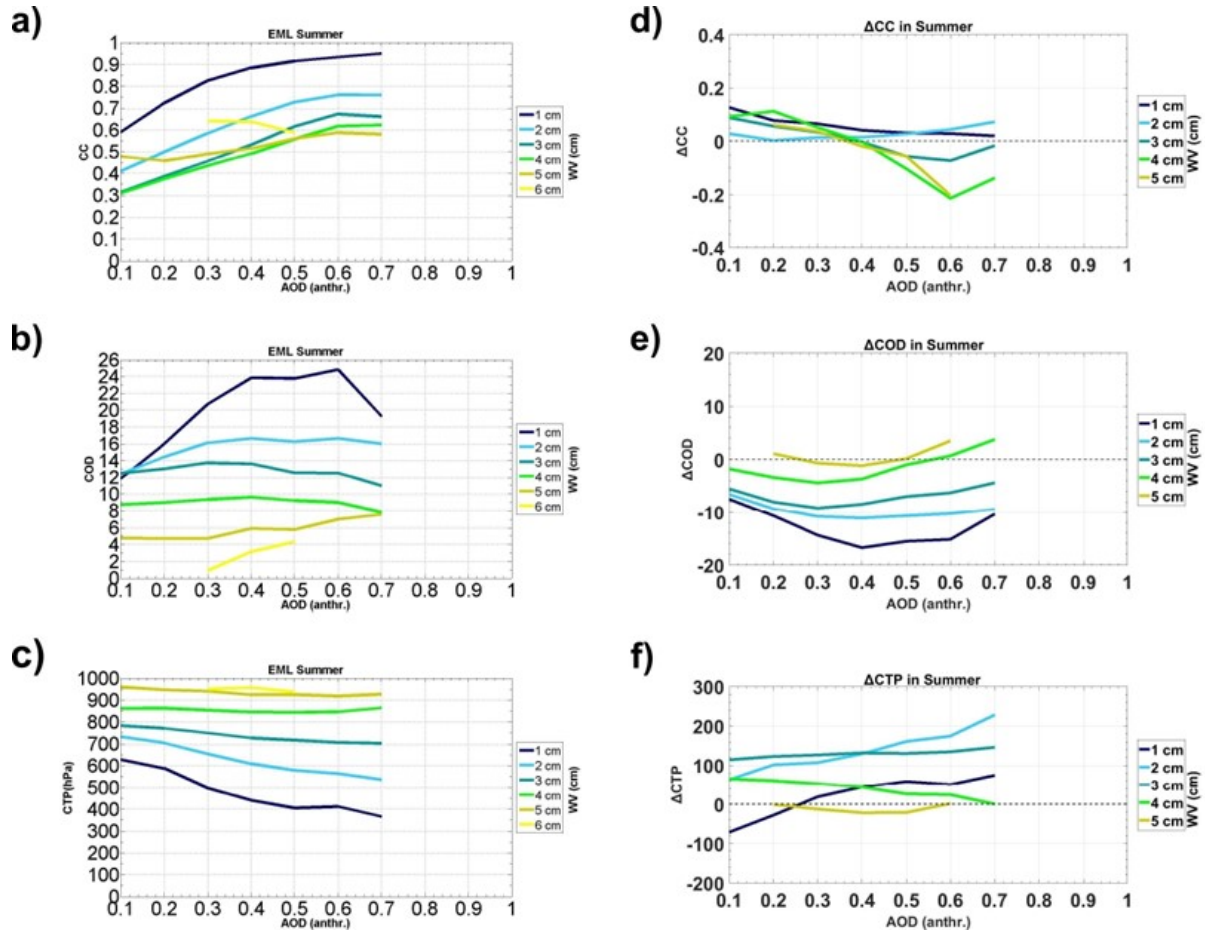 a)
EML Summer
CC
1
0.9
0.8
0.7
0.6
0.5
0.4
0.3
0.2
0.1
0
0.1 0.2 0.3 0.4 0.5 0.6 0.7 0.8 0.9 1
AOD (anthr.)
1 cm
2 cm
3 cm
4 cm
5 cm
6 cm
WV (cm)
d)
ΔCC in Summer
ΔCC
0.4
0.2
0
-0.2
-0.4
0.1 0.2 0.3 0.4 0.5 0.6 0.7 0.8 0.9 1
AOD (anthr.)
1 cm
2 cm
3 cm
4 cm
5 cm
WV (cm)
b)
EML Summer
COD
26
24
22
20
18
16
14
12
10
8
6
4
2
0
0.1 0.2 0.3 0.4 0.5 0.6 0.7 0.8 0.9 1
AOD (anthr.)
1 cm
2 cm
3 cm
4 cm
5 cm
6 cm
WV (cm)
e)
ΔCOD in Summer
ΔCOD
20
10
0
-10
-20
0.1 0.2 0.3 0.4 0.5 0.6 0.7 0.8 0.9 1
AOD (anthr.)
1 cm
2 cm
3 cm
4 cm
5 cm
WV (cm)
c)
EML Summer
CTP(hPa)
1000
900
800
700
600
500
400
300
200
100
0
0.1 0.2 0.3 0.4 0.5 0.6 0.7 0.8 0.9 1
AOD (anthr.)
1 cm
2 cm
3 cm
4 cm
5 cm
6 cm
WV (cm)
f)
ΔCTP in Summer
ΔCTP
300
200
100
0
-100
-200
0.1 0.2 0.3 0.4 0.5 0.6 0.7 0.8 0.9 1
AOD (anthr.)
1 cm
2 cm
3 cm
4 cm
5 cm
WV (cm)